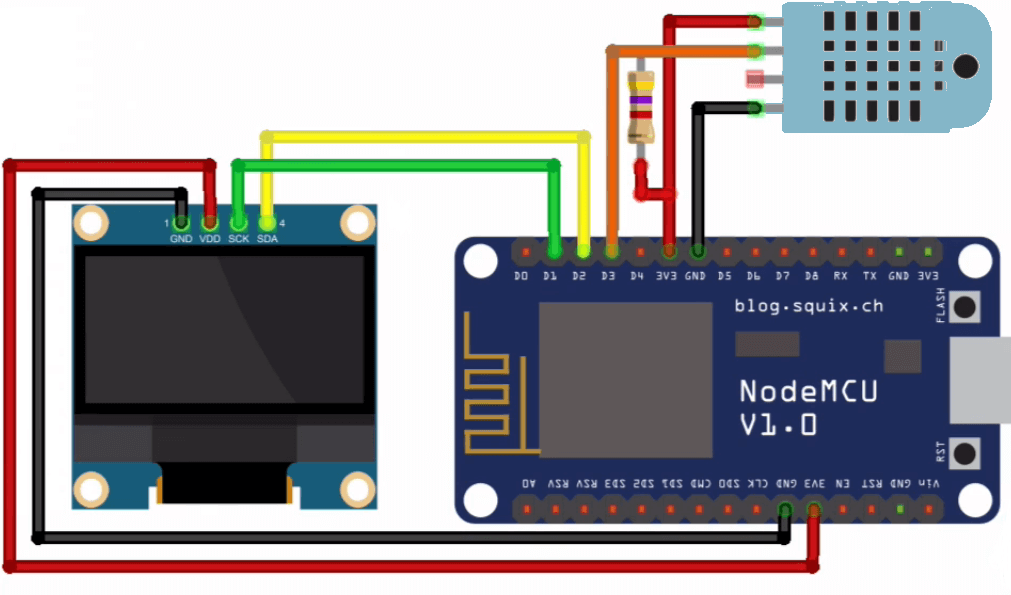 1 GND VDD SCK SDA 4
D0 D1 D2 D3 D4 3V3 GND D5 D6 D7 D8 RX TX GND 3V3
blog.squix.ch
FLASH
NodeMCU
V1.0
RST
A0 RSV RSV SD3 SD2 SD1 CMD SD0 CLK GND 3V3 EN RST GND Vin